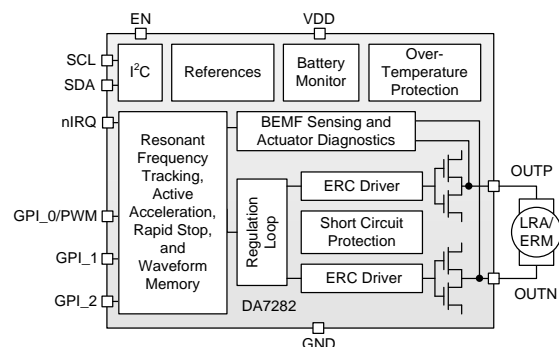 EN
VDD
SCL
SDA
I²C
References
Battery
Monitor
Over-
Temperature
Protection
nIRQ
Resonant
Frequency
Tracking,
Active
Acceleration,
Rapid Stop,
and
Waveform
Memory
BEMF Sensing and
Actuator Diagnostics
Regulation
Loop
ERC Driver
Short Circuit
Protection
ERC Driver
OUTP
LRA/
ERM
OUTN
GPI_0/PWM
GPI_1
GPI_2
DA7282
GND